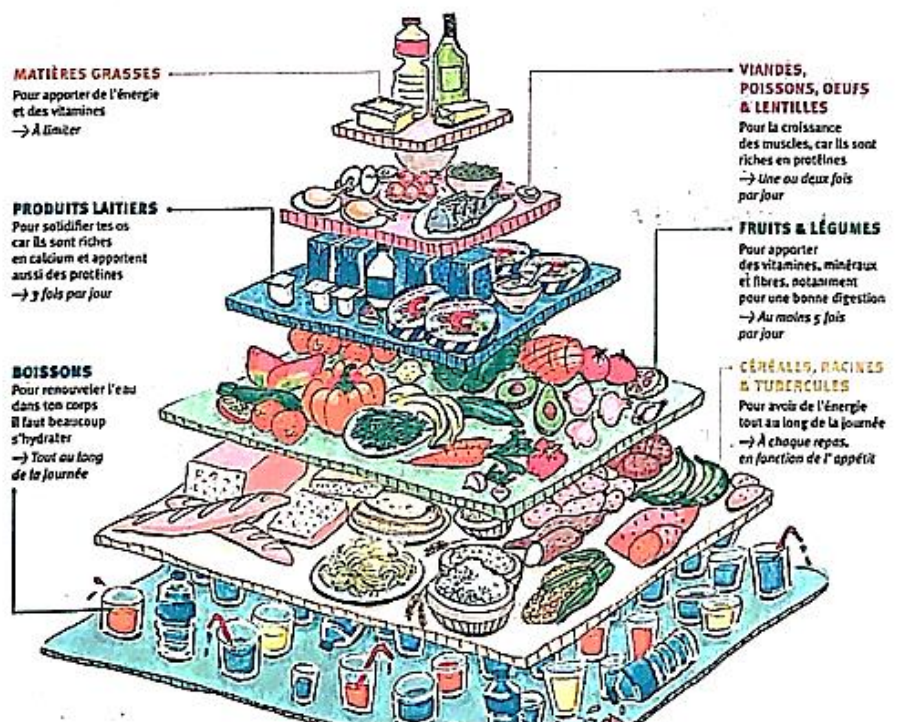 MATIÈRES GRASSES
Pour apporter de l'énergie
et des vitamines
→ À limiter
PRODUITS LAITIERS
Pour solidifier tes os
car ils sont riches
en calcium et apportent
aussi des protéines
→ 3 fois par jour
BOISSONS
Pour renouveler l'eau
dans ton corps
il faut beaucoup
s'hydrater
→ Tout au long
de la journée
VIANDES,
POISSONS, OEUFS
& LENTILLES
Pour la croissance
des muscles, car ils sont
riches en protéines
→ Une ou deux fois
par jour
FRUITS & LÉGUMES
Pour apporter
des vitamines, minéraux
et fibres, notamment
pour une bonne digestion
→ Au moins 5 fois
par jour
CÉRÉALES, RACINES
& TUBERCULES
Pour avoir de l'énergie
tout au long de la journée
→ À chaque repas,
en fonction de l'appétit